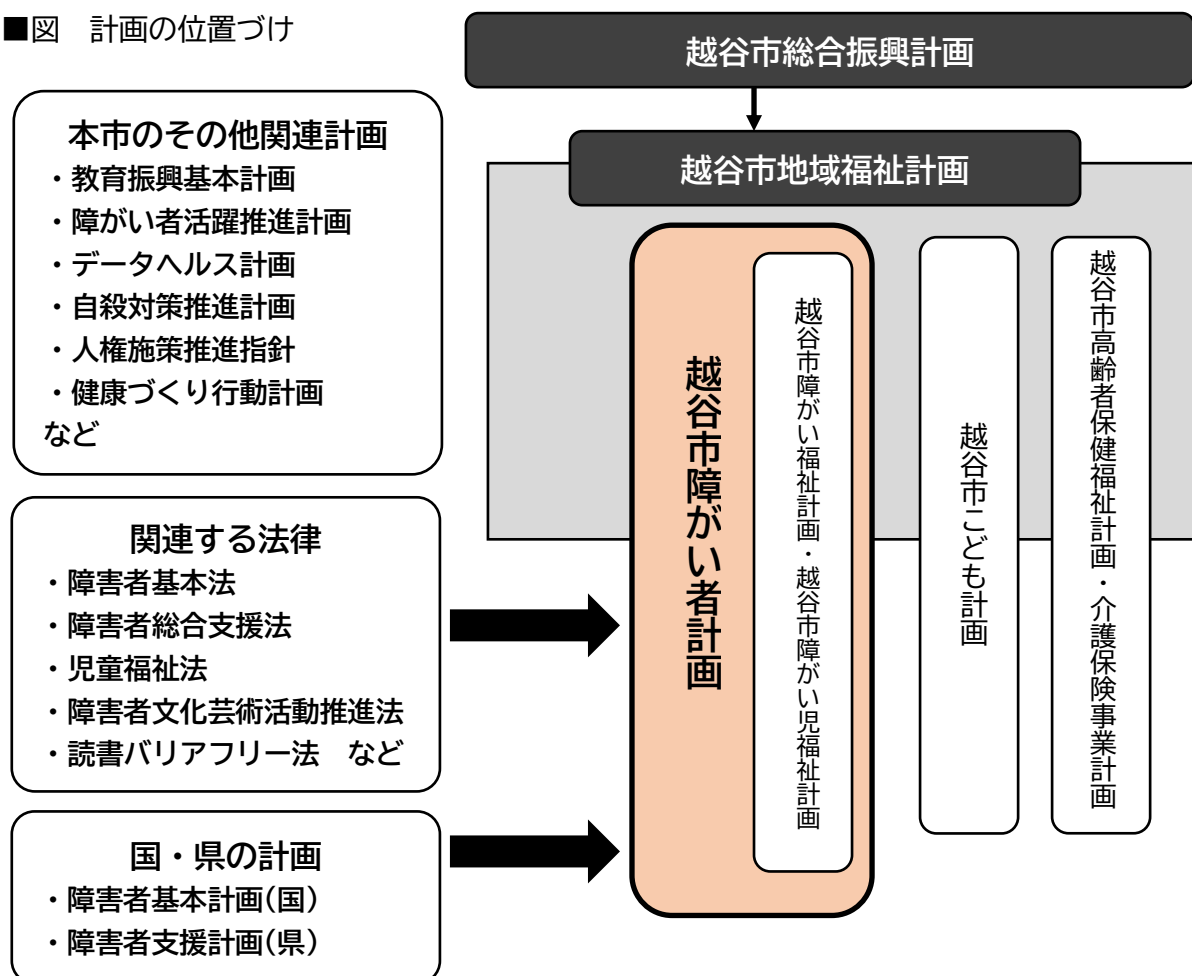 ■図　計画の位置づけ
越谷市総合振興計画
越谷市地域福祉計画
本市のその他関連計画
・教育振興基本計画
・障がい者活躍推進計画
・データヘルス計画
・自殺対策推進計画
・人権施策推進指針
・健康づくり行動計画
など
関連する法律
・障害者基本法
・障害者総合支援法
・児童福祉法
・障害者文化芸術活動推進法
・読書バリアフリー法　など
国・県の計画
・障害者基本計画(国)
・障害者支援計画(県)
越谷市障がい者計画
越谷市障がい福祉計画・越谷市障がい児福祉計画
越谷市こども計画
越谷市高齢者保健福祉計画・介護保険事業計画